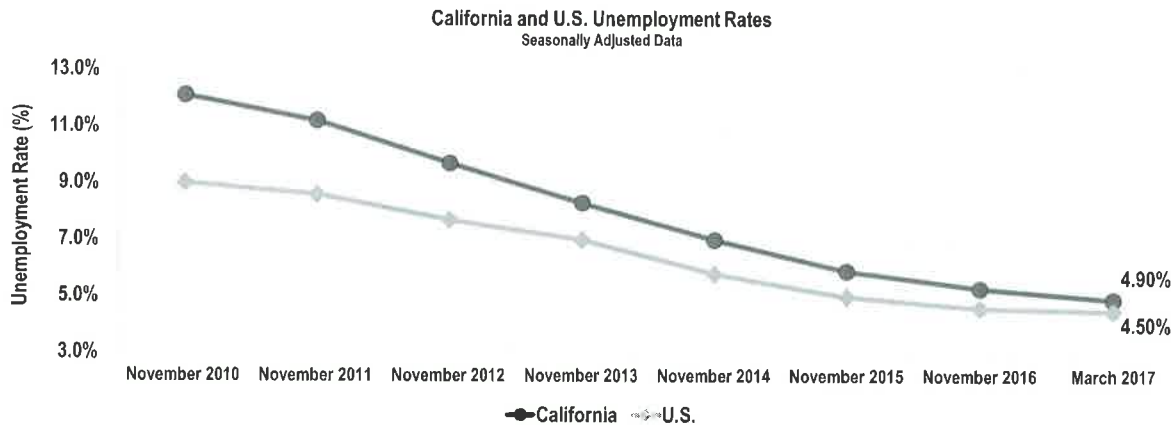 California and U.S. Unemployment Rates
Seasonally Adjusted Data
Unemployment Rate (%)
13.0%
11.0%
9.0%
7.0%
5.0%
3.0%
4.90%
4.50%
November 2010 November 2011 November 2012 November 2013 November 2014 November 2015 November 2016 March 2017
California U.S.